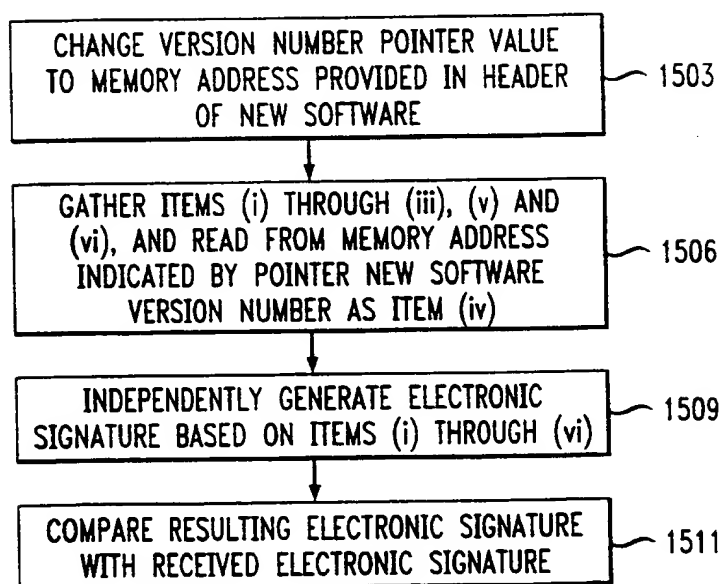 CHANGE VERSION NUMBER POINTER VALUE
TO MEMORY ADDRESS PROVIDED IN HEADER
OF NEW SOFTWARE
1503
GATHER ITEMS (i) THROUGH (iii), (v) AND
(vi), AND READ FROM MEMORY ADDRESS
INDICATED BY POINTER NEW SOFTWARE
VERSION NUMBER AS ITEM (iv)
1506
INDEPENDENTLY GENERATE ELECTRONIC
SIGNATURE BASED ON ITEMS (i) THROUGH (vi)
1509
COMPARE RESULTING ELECTRONIC SIGNATURE
WITH RECEIVED ELECTRONIC SIGNATURE
1511